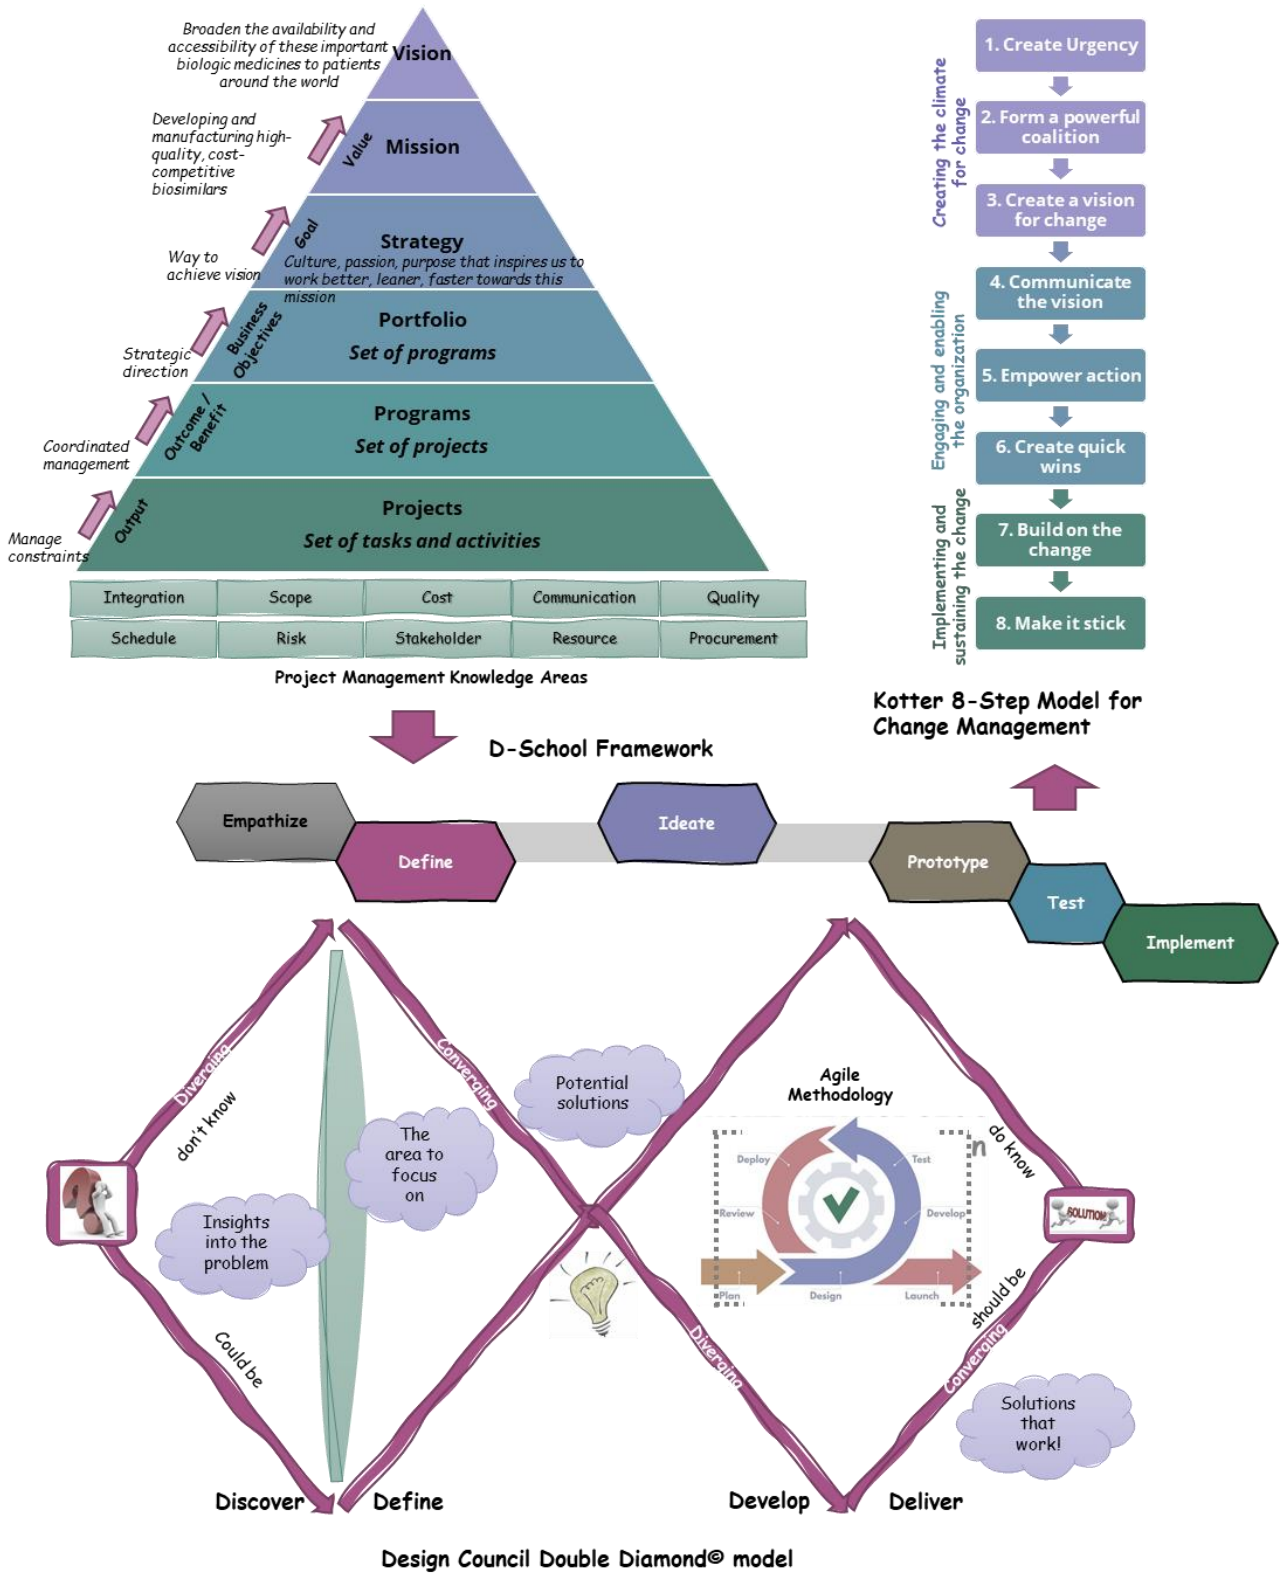 Broaden the availability and
accessibility of these important
biologic medicines to patients
around the world
Vision
Developing and
manufacturing high-
quality, cost-
competitive
biosimilars
Value
Mission
Way to
achieve vision
Goal
Strategy
Culture, passion, purpose that inspires us to
work better, leaner, faster towards this
mission
Strategic
direction
Business
Objectives
Portfolio
Set of programs
Coordinated
management
Outcome /
Benefit
Programs
Set of projects
Manage
constraints
Output
Projects
Set of tasks and activities
Integration
Scope
Cost
Communication
Quality
Schedule
Risk
Stakeholder
Resource
Procurement
Project Management Knowledge Areas
Creating the climate
for change
1. Create Urgency
2. Form a powerful
coalition
3. Create a vision
for change
Engaging and enabling
the organization
4. Communicate
the vision
5. Empower action
6. Create quick
wins
Implementing and
sustaining the change
7. Build on the
change
8. Make it stick
Kotter 8-Step Model for
Change Management
D-School Framework
Empathize
Define
Ideate
Prototype
Test
Implement
Diverging
don't know
Converging
Potential
solutions
The
area to
focus
on
Insights
into the
problem
Could be
Agile
Methodology
n
Deploy
Test
Review
Develop
Plan
Design
Launch
do know
SOLUTION!
should be
Diverging
Converging
Solutions
that
work!
Discover
Define
Develop
Deliver
Design Council Double Diamond© model